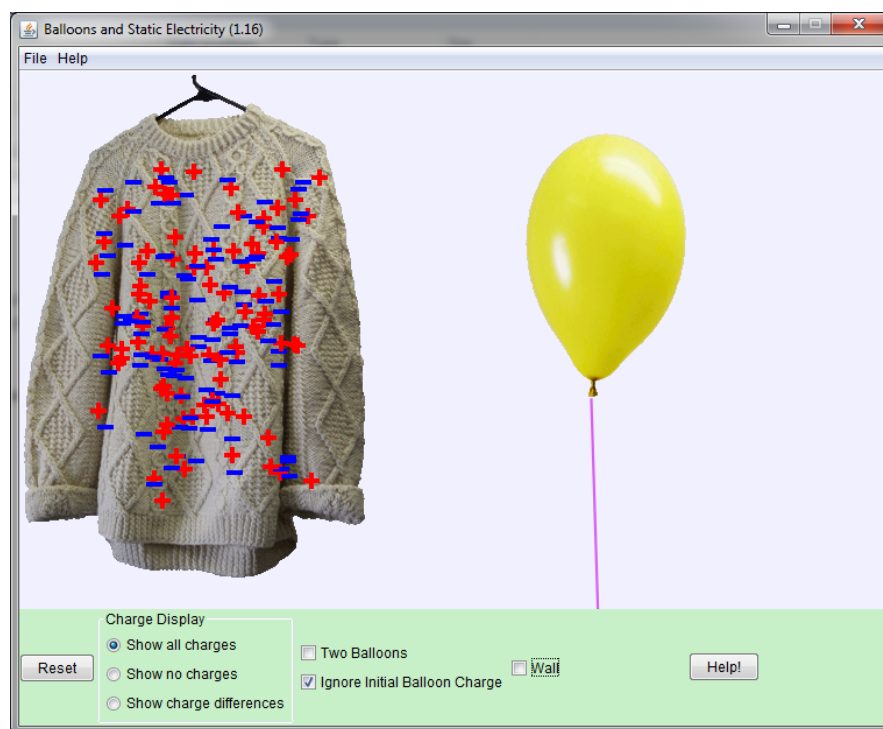 Balloons and Static Electricity (1.16)
File Help
Charge Display
Show all charges
Show no charges
Show charge differences
Reset
Two Balloons
Ignore Initial Balloon Charge
Wall
Help!